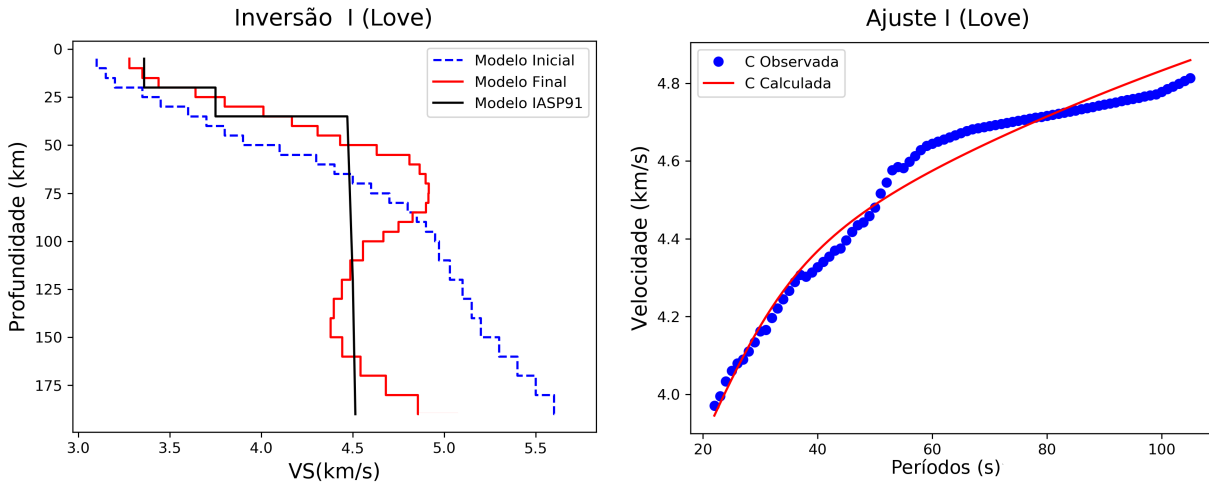 Inversão I (Love)
Modelo Inicial
Modelo Final
Modelo IASP91
0
25
50
75
100
125
150
175
Profundidade (km)
3.0
3.5
4.0
4.5
5.0
5.5
VS(km/s)
Ajuste I (Love)
C Observada
C Calculada
4.8
4.6
4.4
4.2
4.0
Velocidade (km/s)
20
40
60
80
100
Períodos (s)